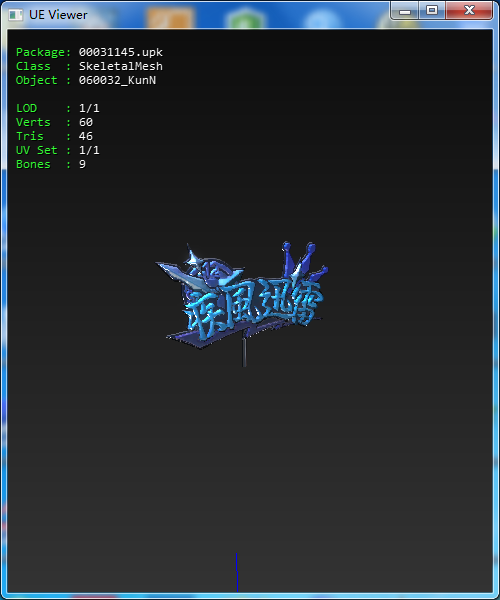 UE Viewer
Package: 00031145.upk
Class : SkeletalMesh
Object : 060032_KunN
LOD : 1/1
Verts : 60
Tris : 46
UV Set : 1/1
Bones : 9
疾風迅雷